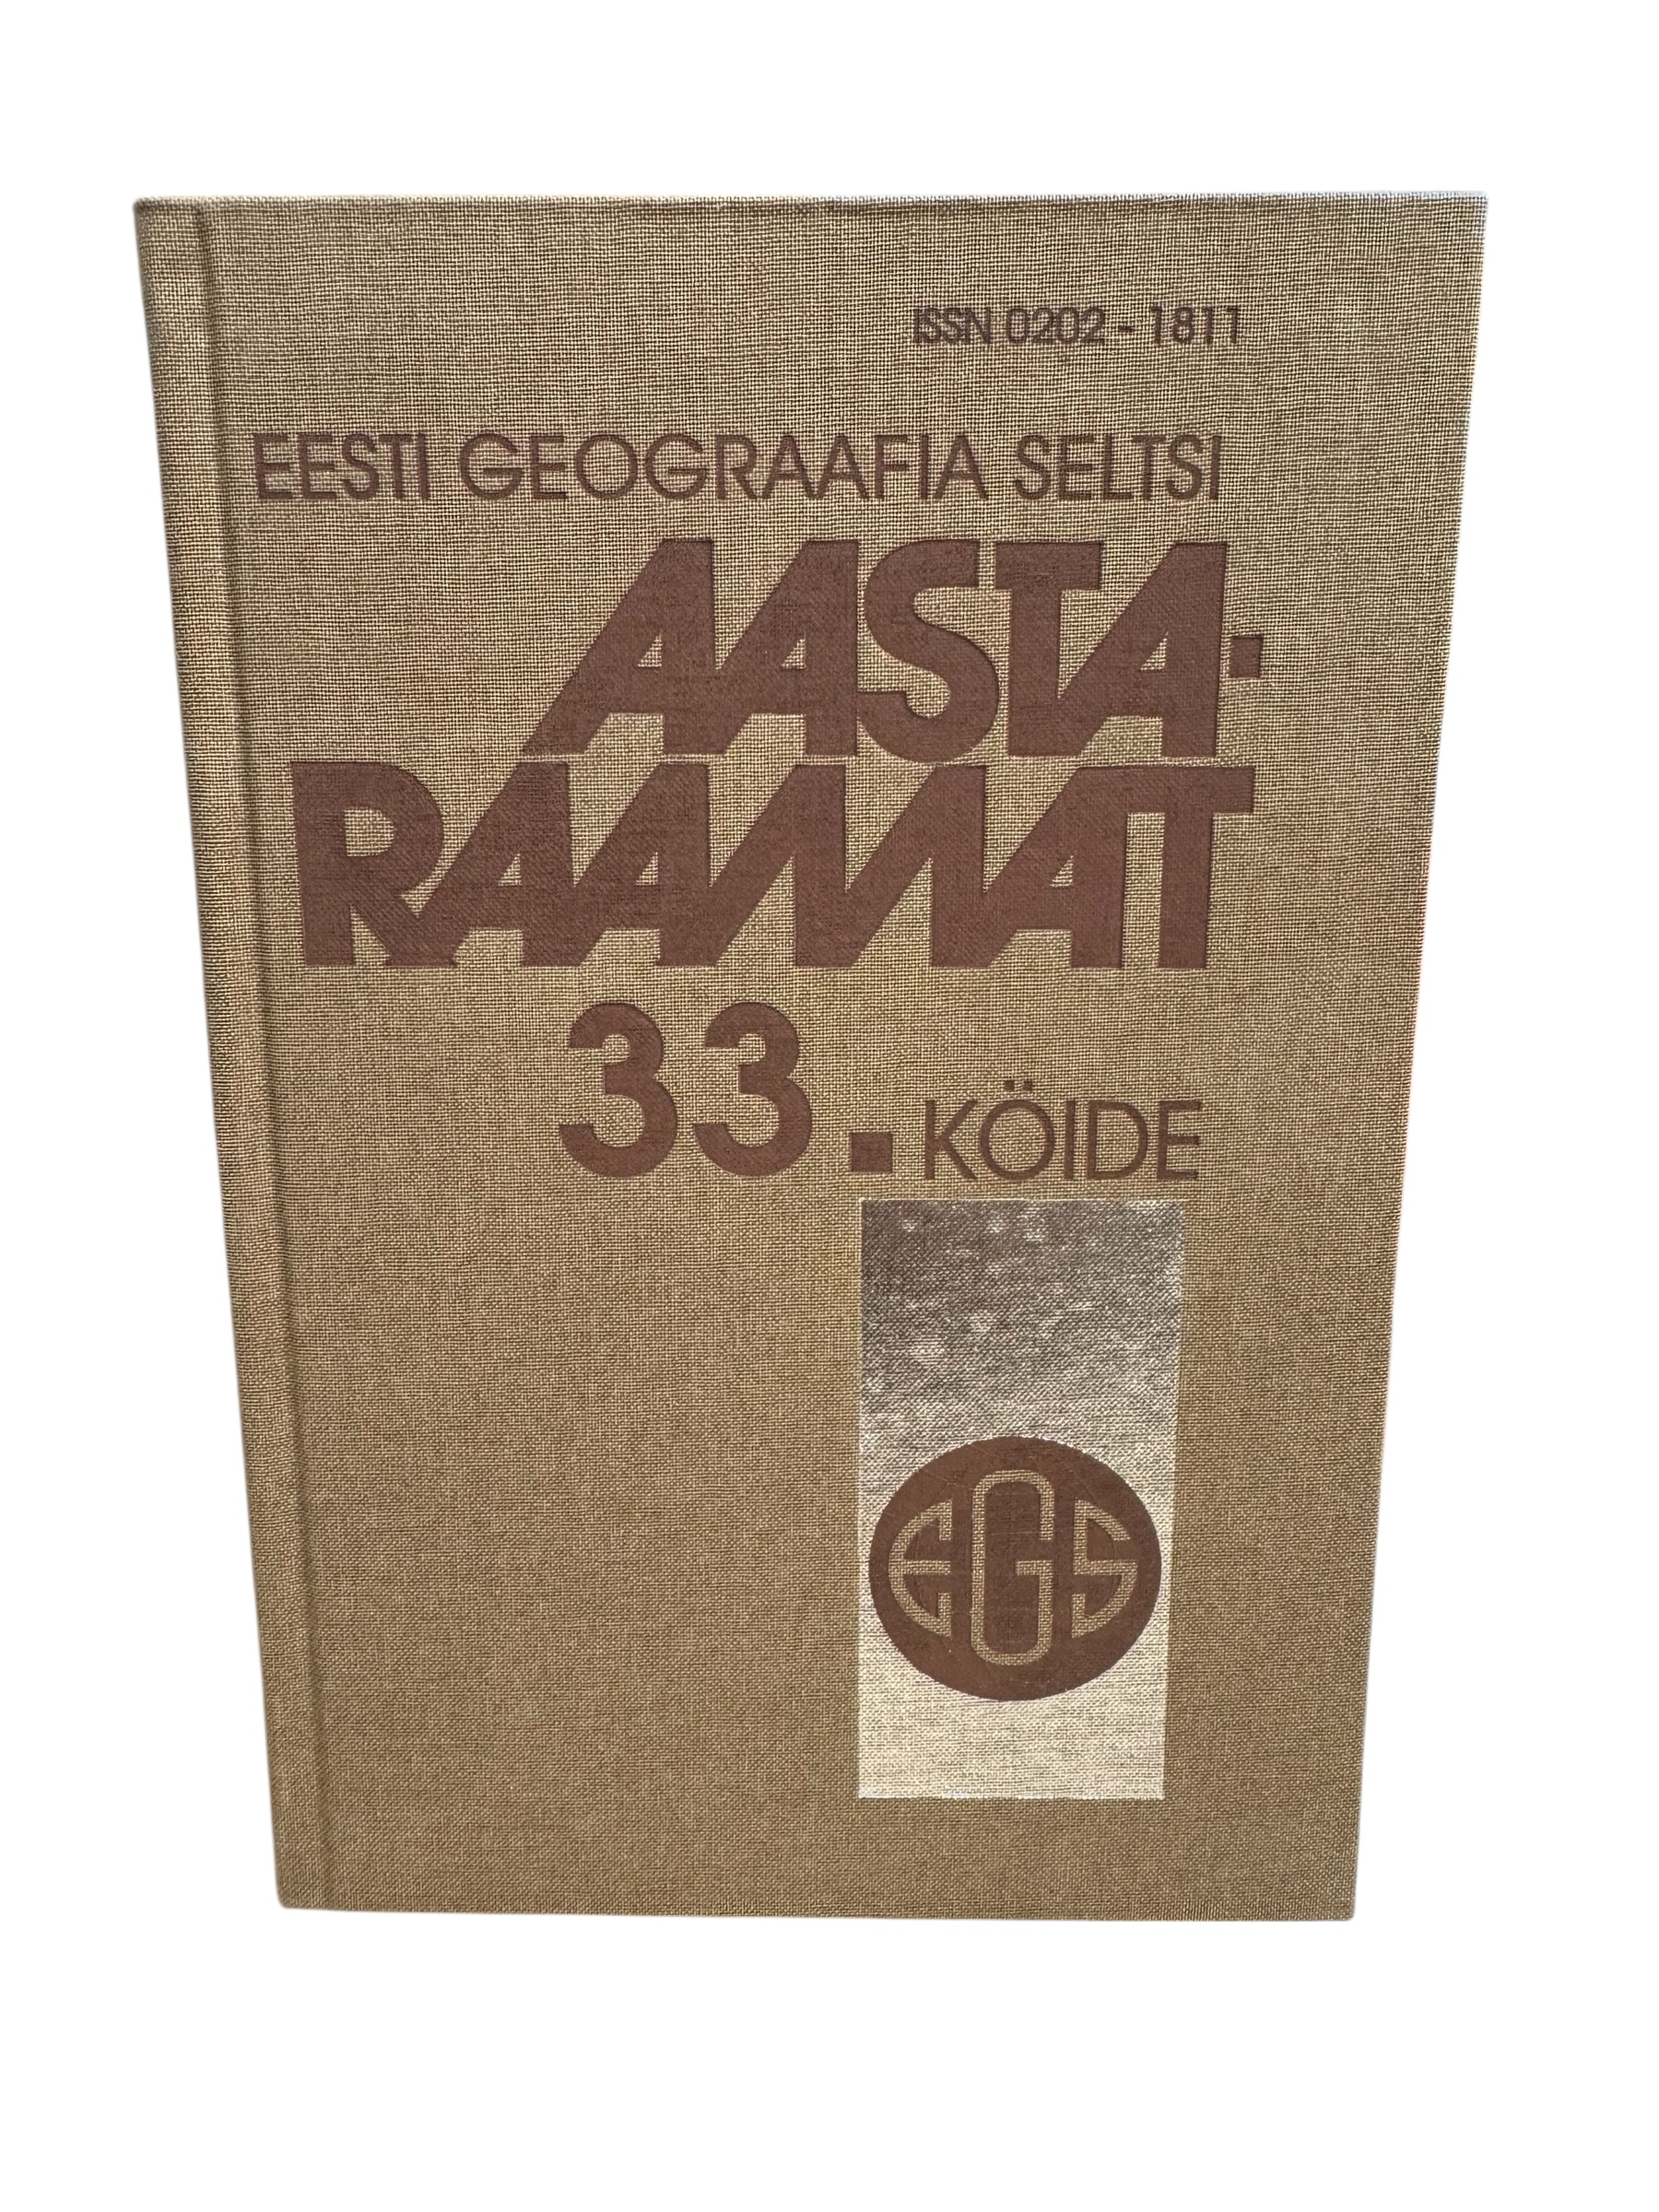 ISSN 0202 - 1811
EESTI GEOGRAAFIA SELTSI
AASTA-
RAAMAT
33. KÖIDE
EGS